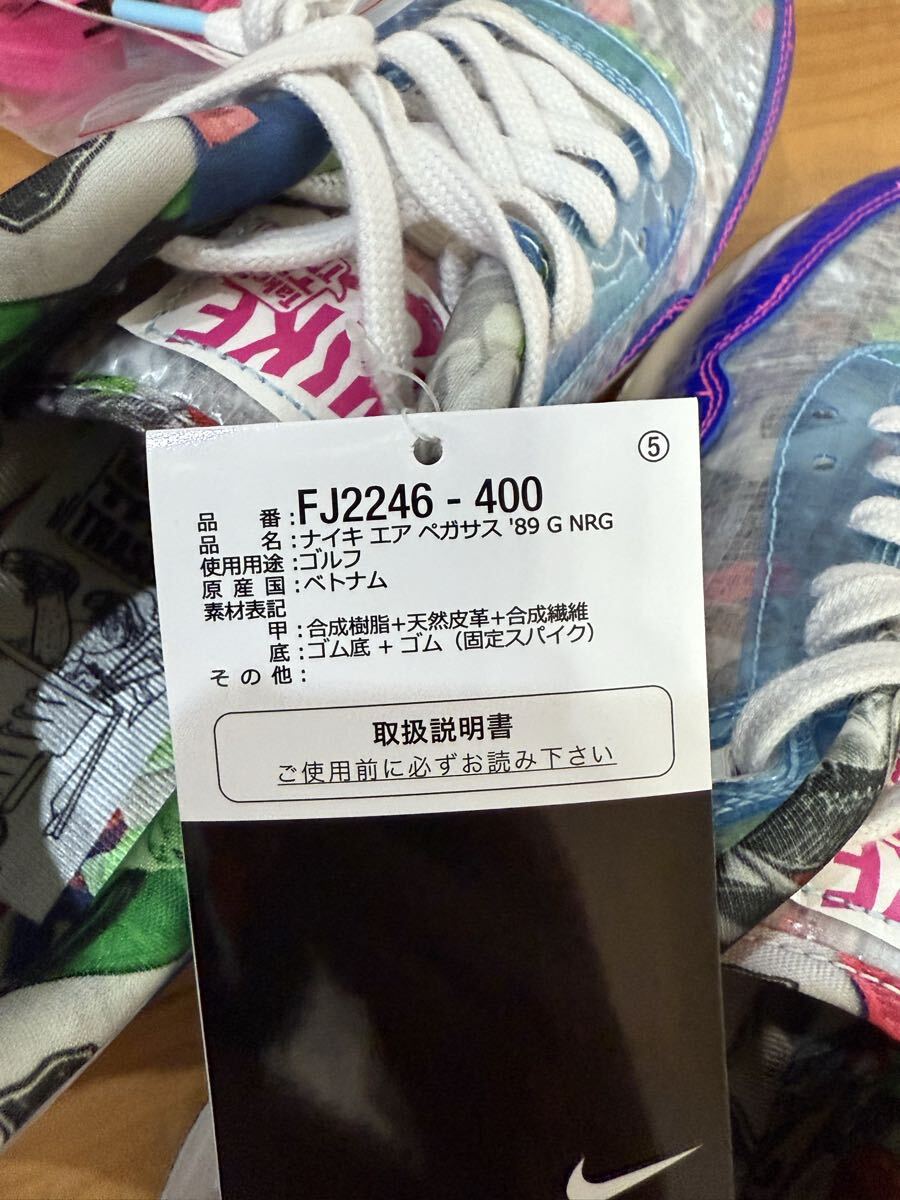 NIKE
⑤
品 番:FJ2246 - 400
品 名:ナイキ エア ペガサス '89 G NRG
使用用途:ゴルフ
原産国:ベトナム
素材表記
甲:合成樹脂+天然皮革+合成繊維
底:ゴム底 + ゴム（固定スパイク）
その他:
取扱説明書
ご使用前に必ずお読み下さい